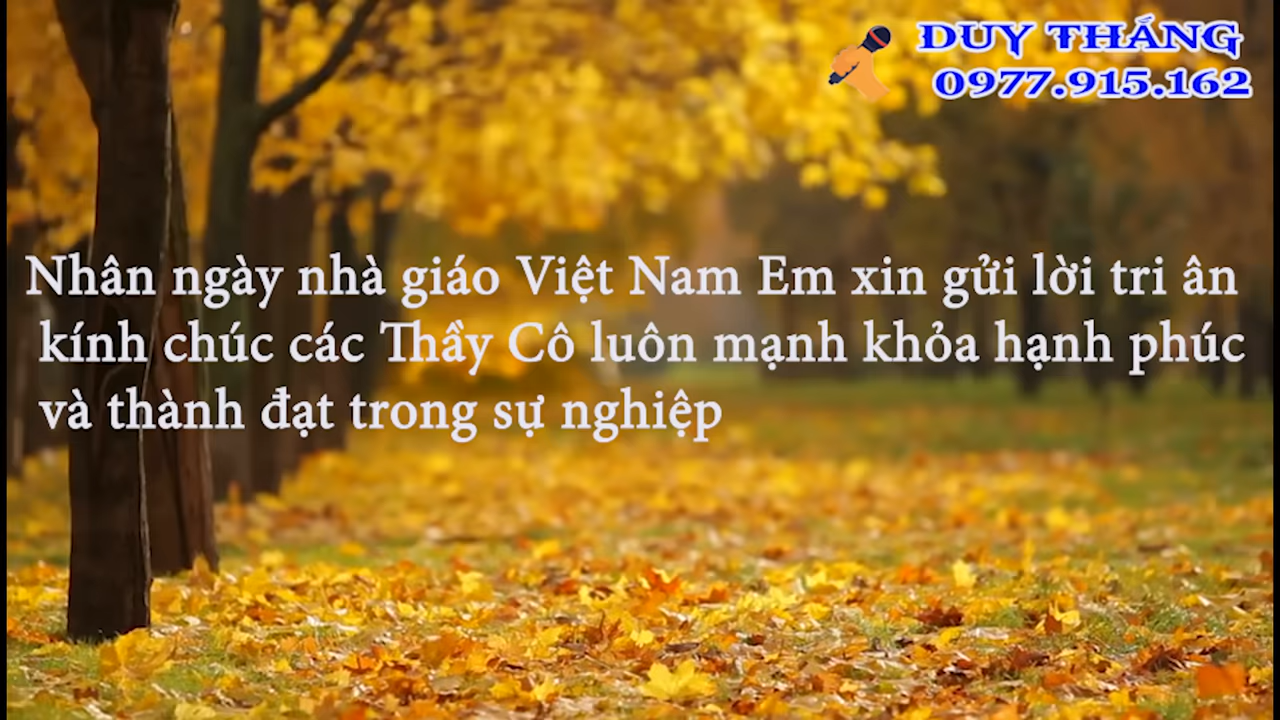 DUY THẮNG
0977.915.162
Nhân ngày nhà giáo Việt Nam Em xin gửi lời tri ân
kính chúc các Thầy Cô luôn mạnh khỏa hạnh phúc
và thành đạt trong sự nghiệp